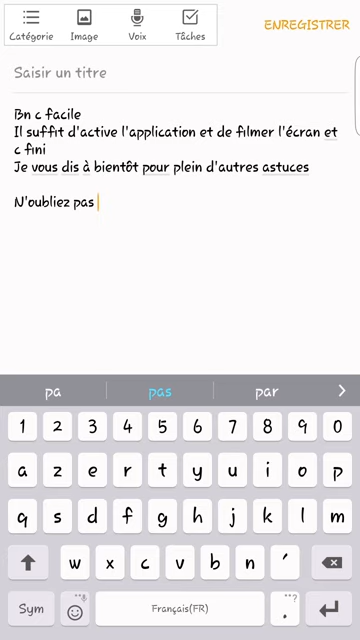 Catégorie Image Voix Tâches ENREGISTRER
Saisir un titre
Bn c facile
Il suffit d'active l'application et de filmer l'écran et
c fini
Je vous dis à bientôt pour plein d'autres astuces
N'oubliez pas
pa pas par
1 2 3 4 5 6 7 8 9 0
a z e r t y u i o p
q s d f g h j k l m
w x c v b n '
Sym Français(FR) .